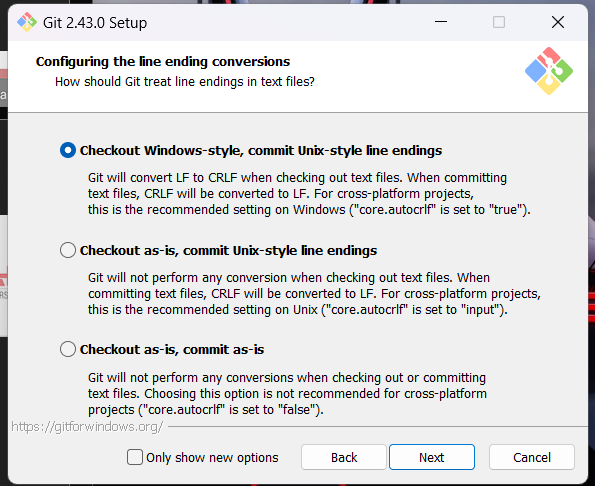 Git 2.43.0 Setup
Configuring the line ending conversions
How should Git treat line endings in text files?
Checkout Windows-style, commit Unix-style line endings
Git will convert LF to CRLF when checking out text files. When committing
text files, CRLF will be converted to LF. For cross-platform projects,
this is the recommended setting on Windows ("core.autocrlf" is set to "true").
Checkout as-is, commit Unix-style line endings
Git will not perform any conversion when checking out text files. When
committing text files, CRLF will be converted to LF. For cross-platform projects,
this is the recommended setting on Unix ("core.autocrlf" is set to "input").
Checkout as-is, commit as-is
Git will not perform any conversions when checking out or committing
text files. Choosing this option is not recommended for cross-platform
projects ("core.autocrlf" is set to "false").
https://gitforwindows.org/
Only show new options
Back
Next
Cancel